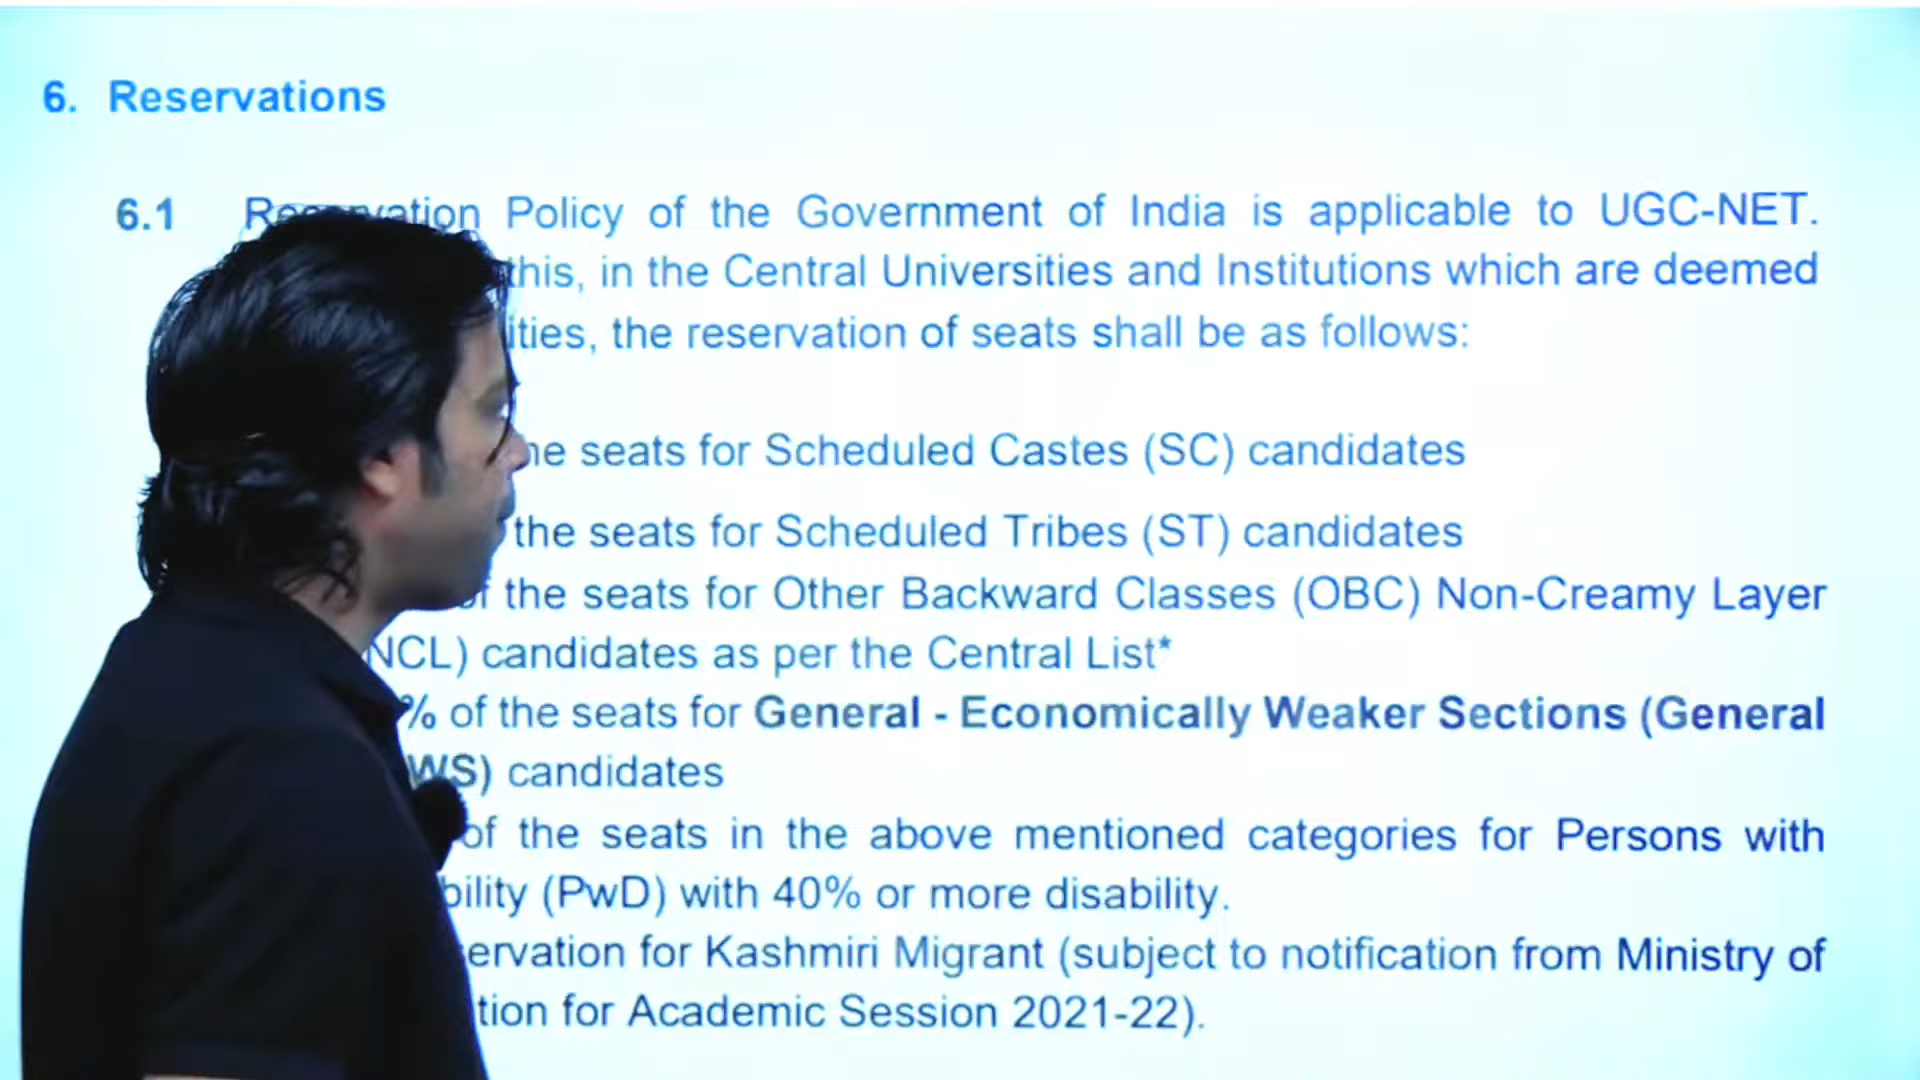 6. Reservations
6.1 Reservation Policy of the Government of India is applicable to UGC-NET.
this, in the Central Universities and Institutions which are deemed
the reservation of seats shall be as follows:
seats for Scheduled Castes (SC) candidates
the seats for Scheduled Tribes (ST) candidates
of the seats for Other Backward Classes (OBC) Non-Creamy Layer
NCL) candidates as per the Central List*
% of the seats for General - Economically Weaker Sections (General
WS) candidates
of the seats in the above mentioned categories for Persons with
(PwD) with 40% or more disability.
for Kashmiri Migrant (subject to notification from Ministry of
for Academic Session 2021-22).